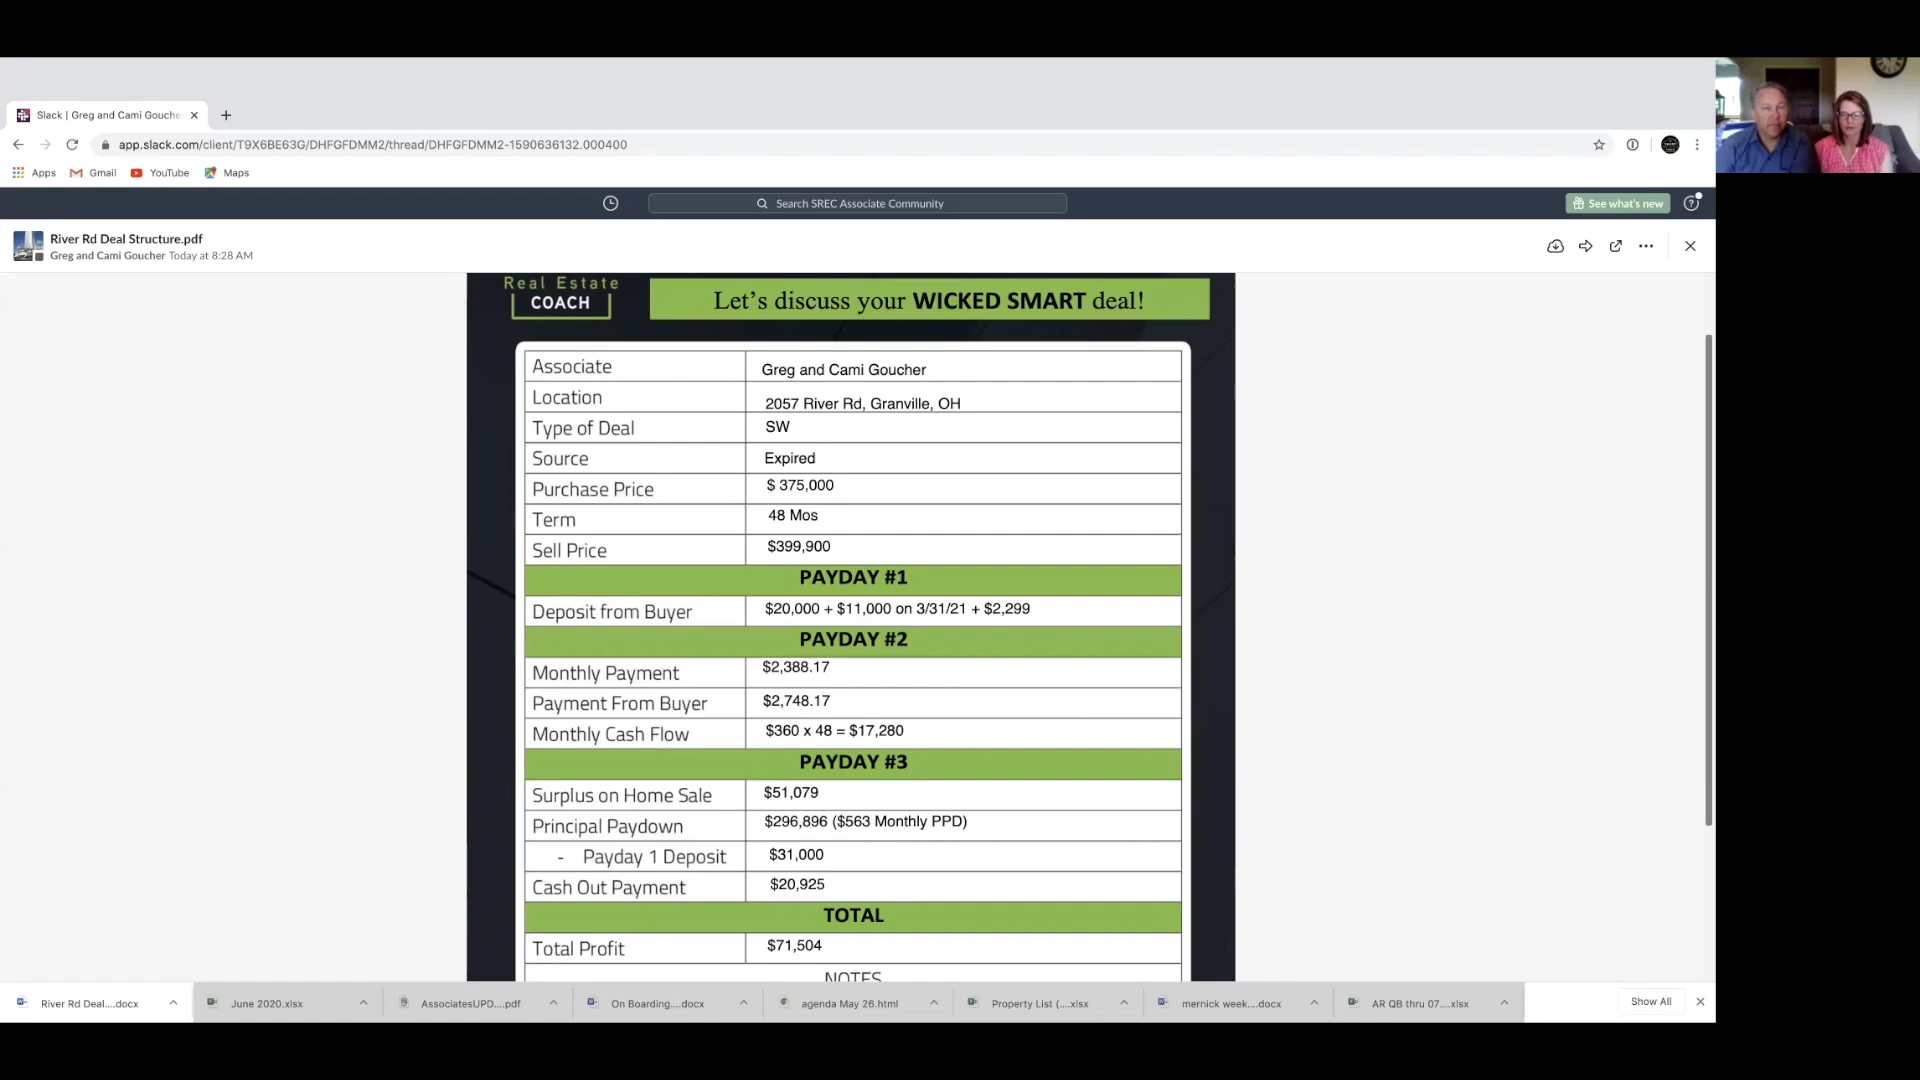 Slack | Greg and Cami Gouche
app.slack.com/client/T9X6BE63G/DHFGFDMM2/thread/DHFGFDMM2-1590636132.000400
Apps Gmail YouTube Maps
Search SREC Associate Community
See what's new
River Rd Deal Structure.pdf
Greg and Cami Goucher Today at 8:28 AM
Real Estate
COACH
Let's discuss your WICKED SMART deal!
Associate Greg and Cami Goucher
Location 2057 River Rd, Granville, OH
Type of Deal SW
Source Expired
Purchase Price $ 375,000
Term 48 Mos
Sell Price $399,900
PAYDAY #1
Deposit from Buyer $20,000 + $11,000 on 3/31/21 + $2,299
PAYDAY #2
Monthly Payment $2,388.17
Payment From Buyer $2,748.17
Monthly Cash Flow $360 x 48 = $17,280
PAYDAY #3
Surplus on Home Sale $51,079
Principal Paydown $296,896 ($563 Monthly PPD)
- Payday 1 Deposit $31,000
Cash Out Payment $20,925
TOTAL
Total Profit $71,504
NOTES
River Rd Deal....docx June 2020.xlsx AssociatesUPD....pdf On Boarding....docx agenda May 26.html Property List (....xlsx mernick week....docx AR QB thru 07....xlsx Show All